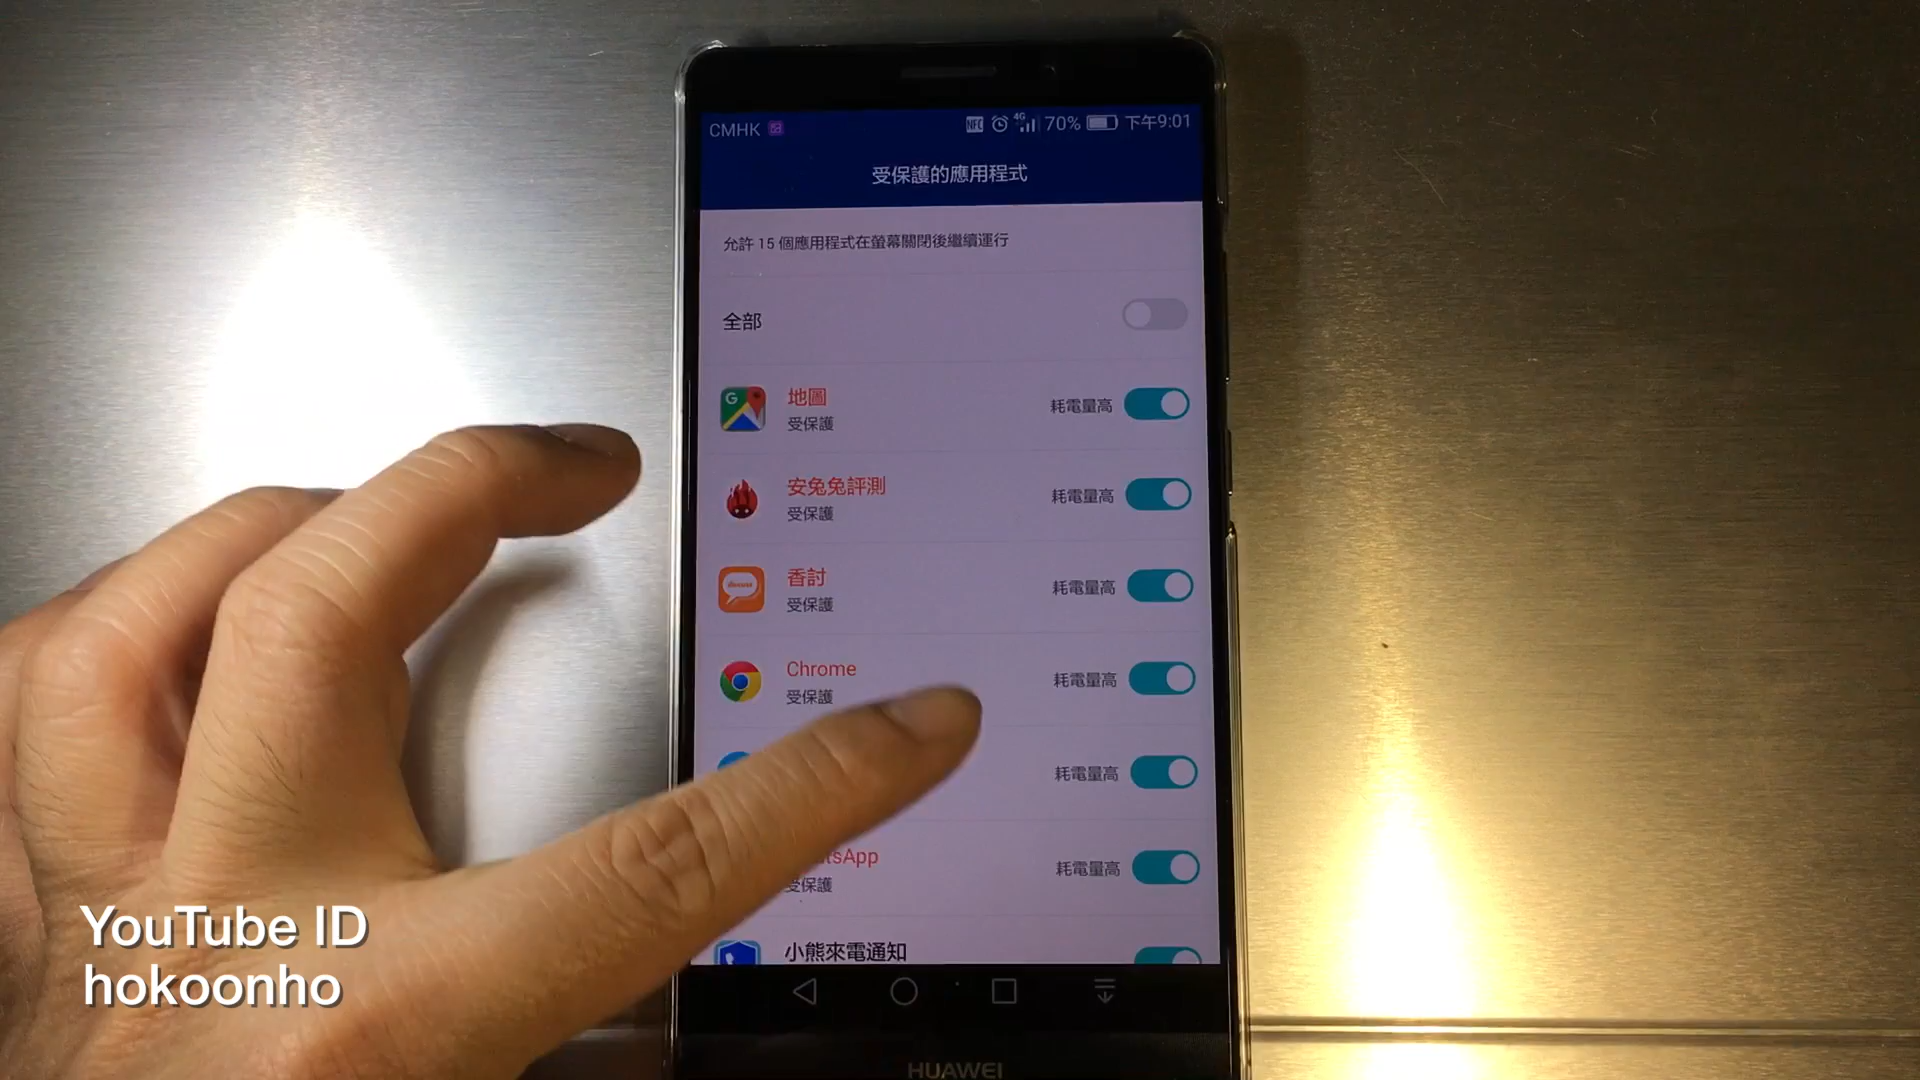 CMHK
NFC 4G 70% 下午9:01
受保護的應用程式
允許 15 個應用程式在螢幕關閉後繼續運行
全部
地圖
受保護
耗電量高
安兔兔評測
受保護
耗電量高
香討
受保護
耗電量高
Chrome
受保護
耗電量高
耗電量高
tsApp
受保護
耗電量高
小熊來電通知
HUAWEI
YouTube ID
hokoonho